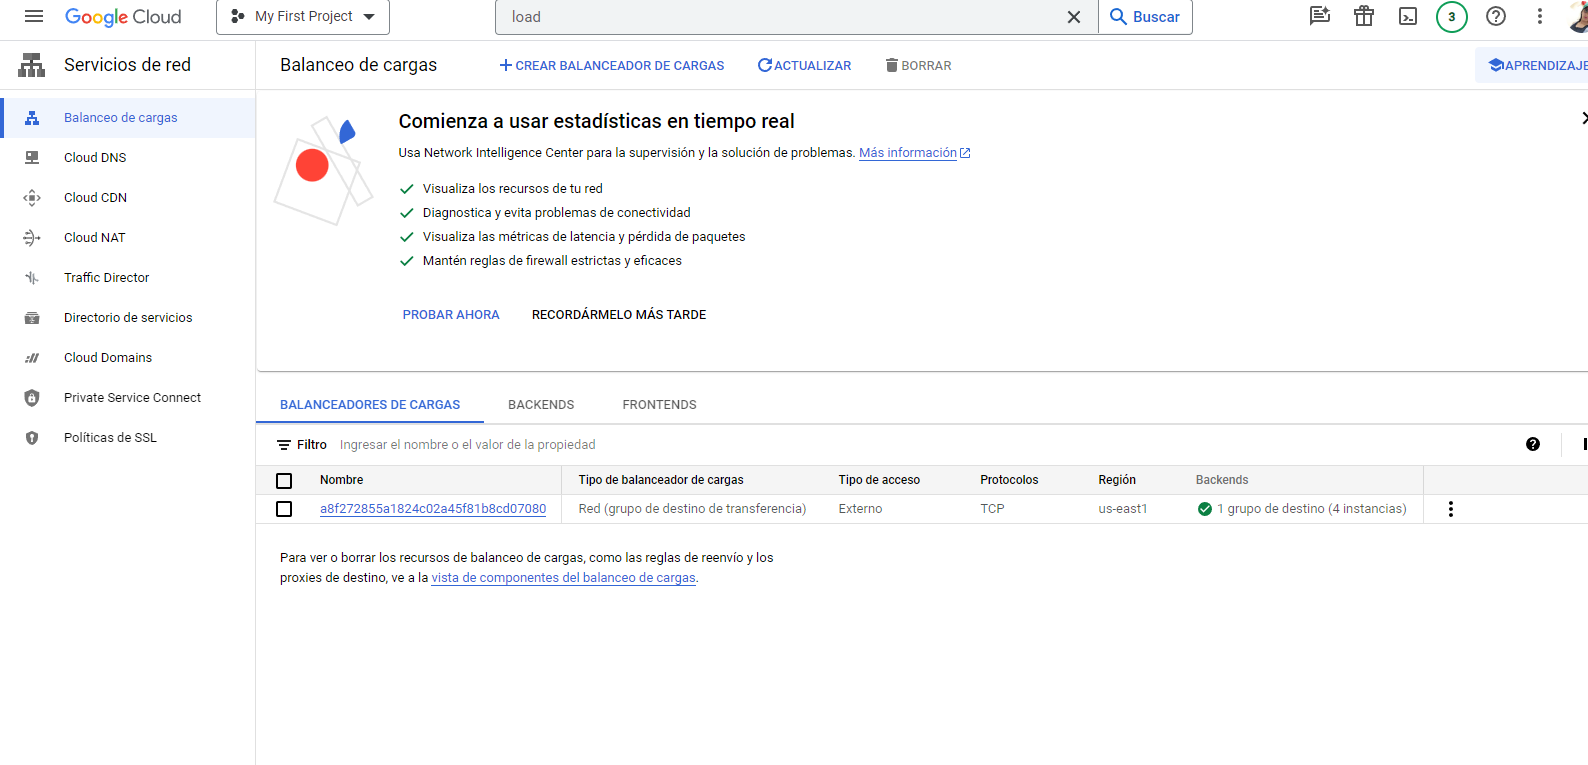 Google Cloud
My First Project
load
Buscar
3
Servicios de red
Balanceo de cargas
CREAR BALANCEADOR DE CARGAS
ACTUALIZAR
BORRAR
APRENDIZAJE
Balanceo de cargas
Cloud DNS
Cloud CDN
Cloud NAT
Traffic Director
Directorio de servicios
Cloud Domains
Private Service Connect
Políticas de SSL
Comienza a usar estadísticas en tiempo real
Usa Network Intelligence Center para la supervisión y la solución de problemas. Más información
Visualiza los recursos de tu red
Diagnostica y evita problemas de conectividad
Visualiza las métricas de latencia y pérdida de paquetes
Mantén reglas de firewall estrictas y eficaces
PROBAR AHORA RECORDÁRMELO MÁS TARDE
BALANCEADORES DE CARGAS BACKENDS FRONTENDS
Filtro Ingresar el nombre o el valor de la propiedad
Nombre Tipo de balanceador de cargas Tipo de acceso Protocolos Región Backends
a8f272855a1824c02a45f81b8cd07080 Red (grupo de destino de transferencia) Externo TCP us-east1 1 grupo de destino (4 instancias)
Para ver o borrar los recursos de balanceo de cargas, como las reglas de reenvío y los
proxies de destino, ve a la vista de componentes del balanceo de cargas.